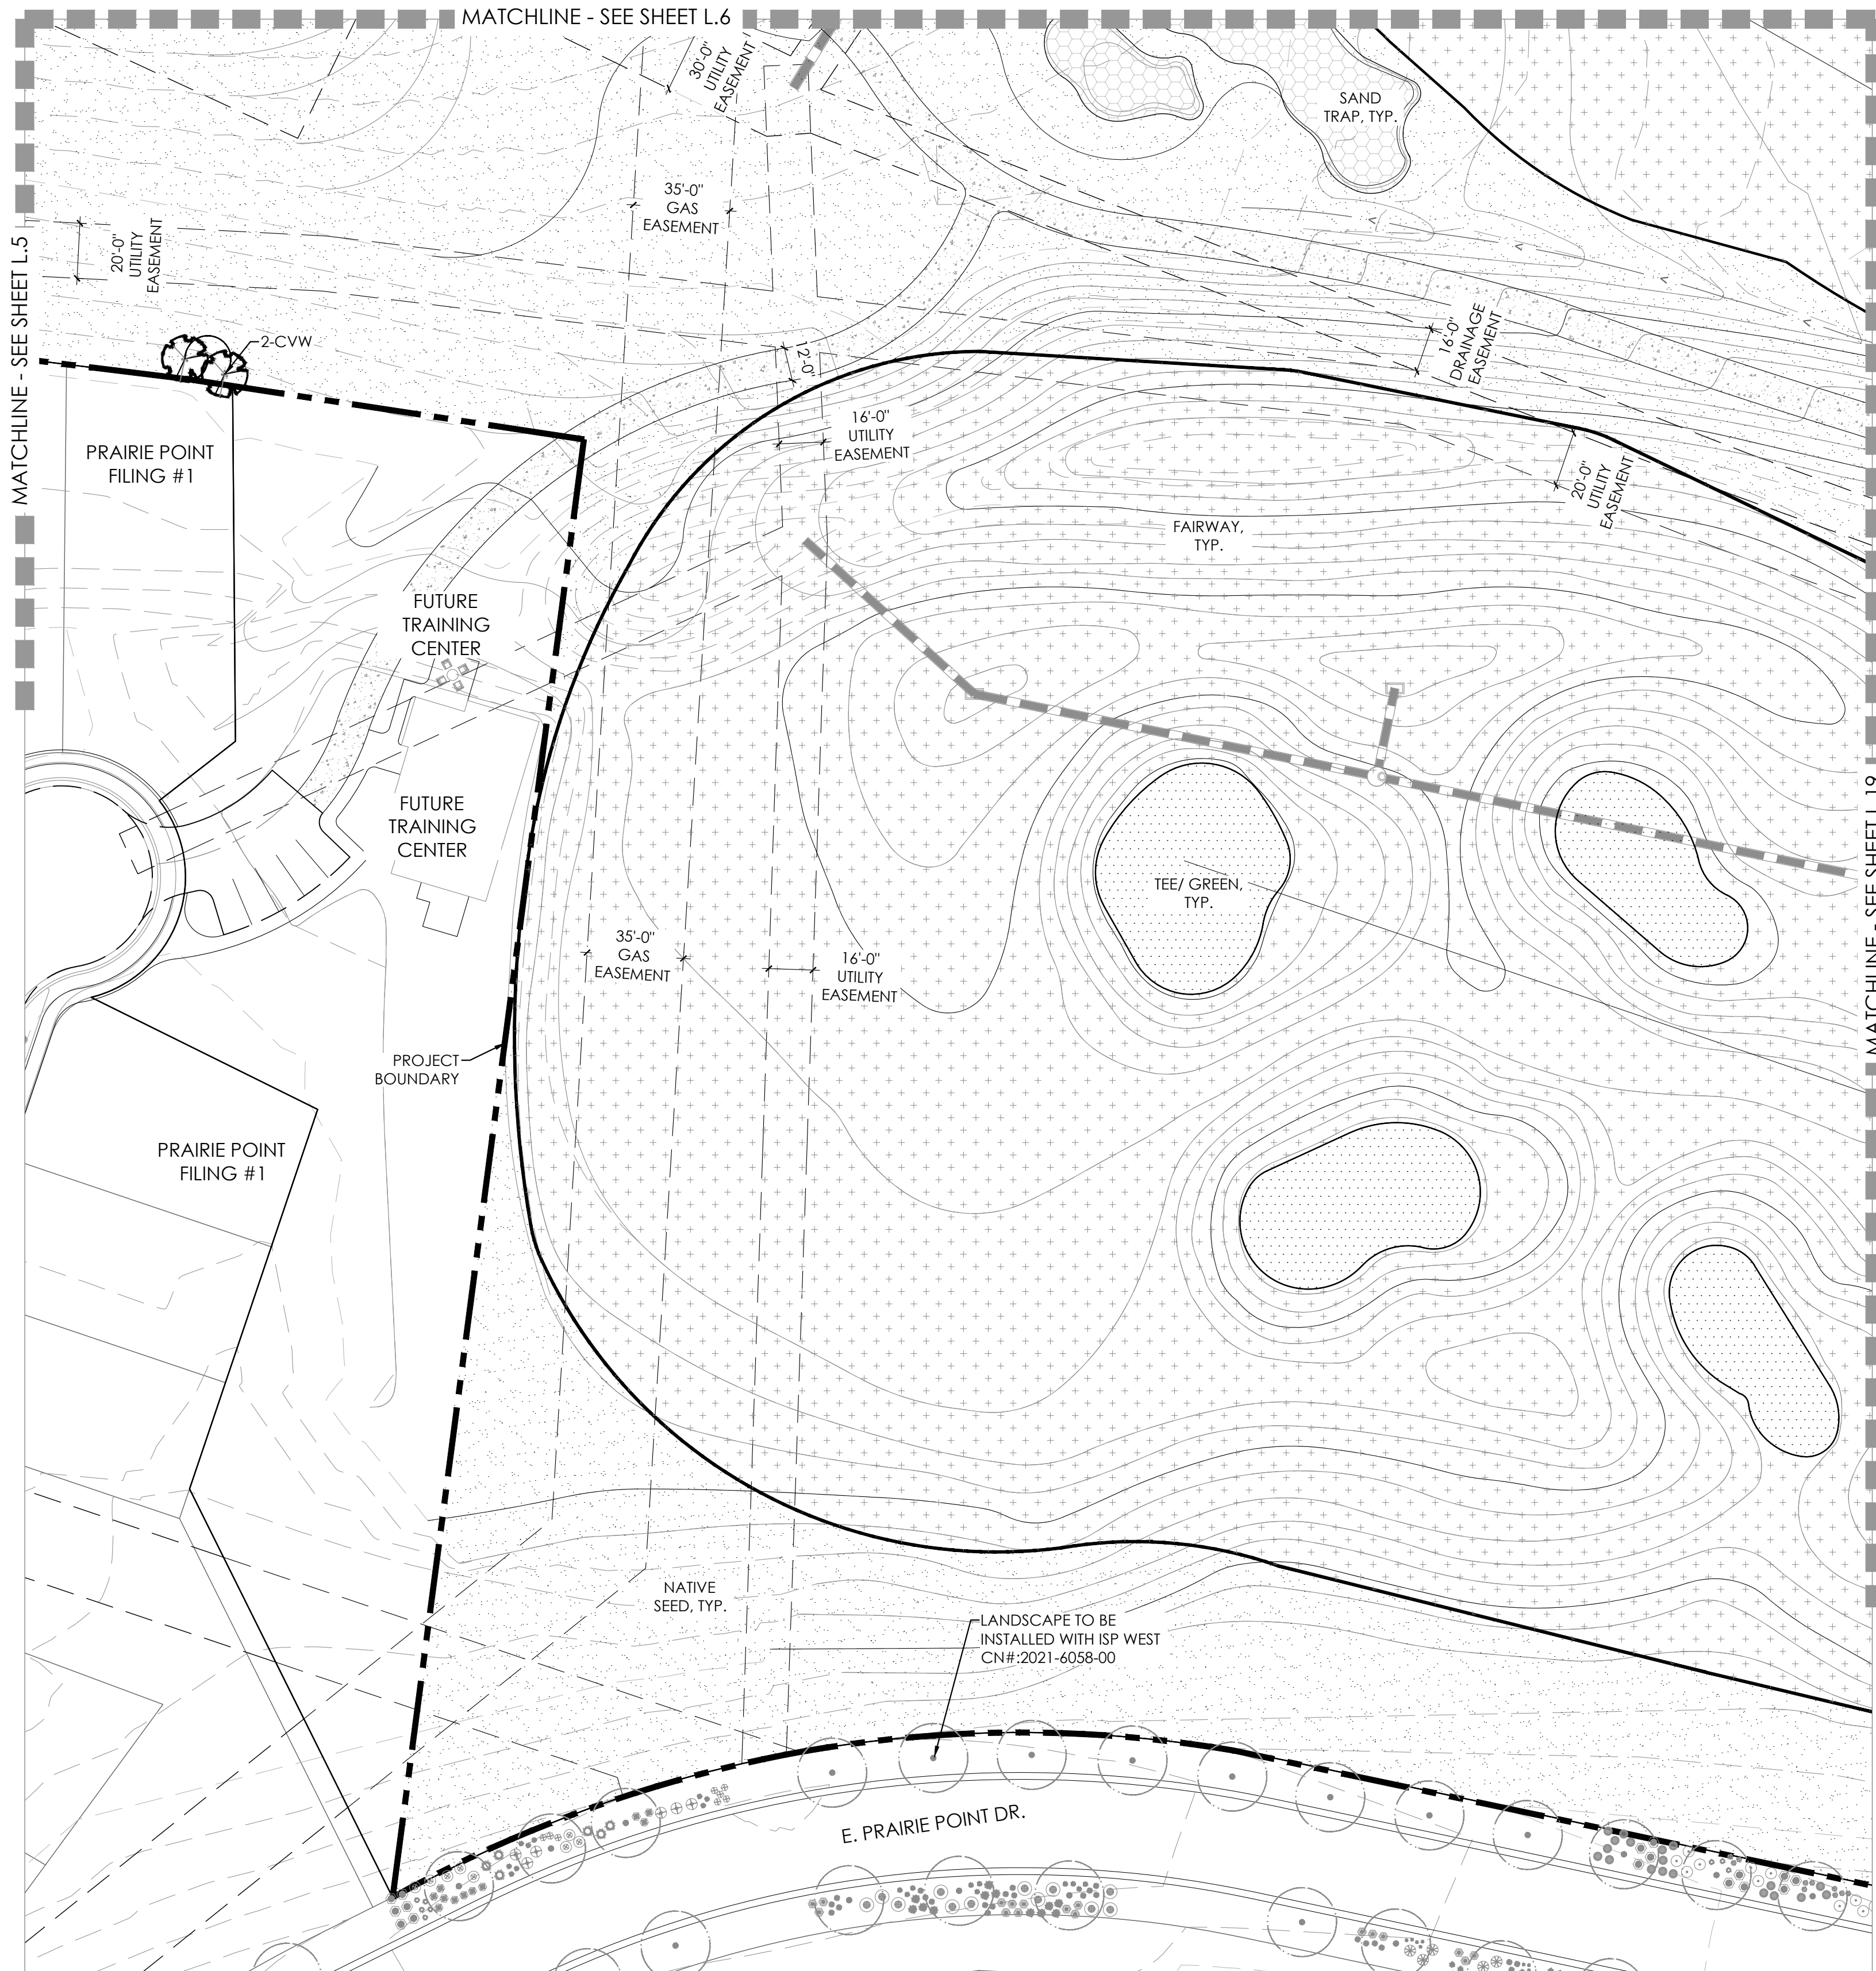 MATCHLINE - SEE SHEET L.6
30'-0"
UTILITY
EASEMENT
SAND
TRAP, TYP.
35'-0"
GAS
EASEMENT
20'-0"
UTILITY
EASEMENT
MATCHLINE - SEE SHEET L.5
2-CVW
12'-0"
16'-0"
DRAINAGE
EASEMENT
PRAIRIE POINT
FILING #1
16'-0"
UTILITY
EASEMENT
20'-0"
UTILITY
EASEMENT
FAIRWAY,
TYP.
FUTURE
TRAINING
CENTER
FUTURE
TRAINING
CENTER
TEE/ GREEN,
TYP.
MATCHLINE - SEE SHEET L.19
35'-0"
GAS
EASEMENT
16'-0"
UTILITY
EASEMENT
PROJECT
BOUNDARY
PRAIRIE POINT
FILING #1
NATIVE
SEED, TYP.
LANDSCAPE TO BE
INSTALLED WITH ISP WEST
CN#:2021-6058-00
E. PRAIRIE POINT DR.